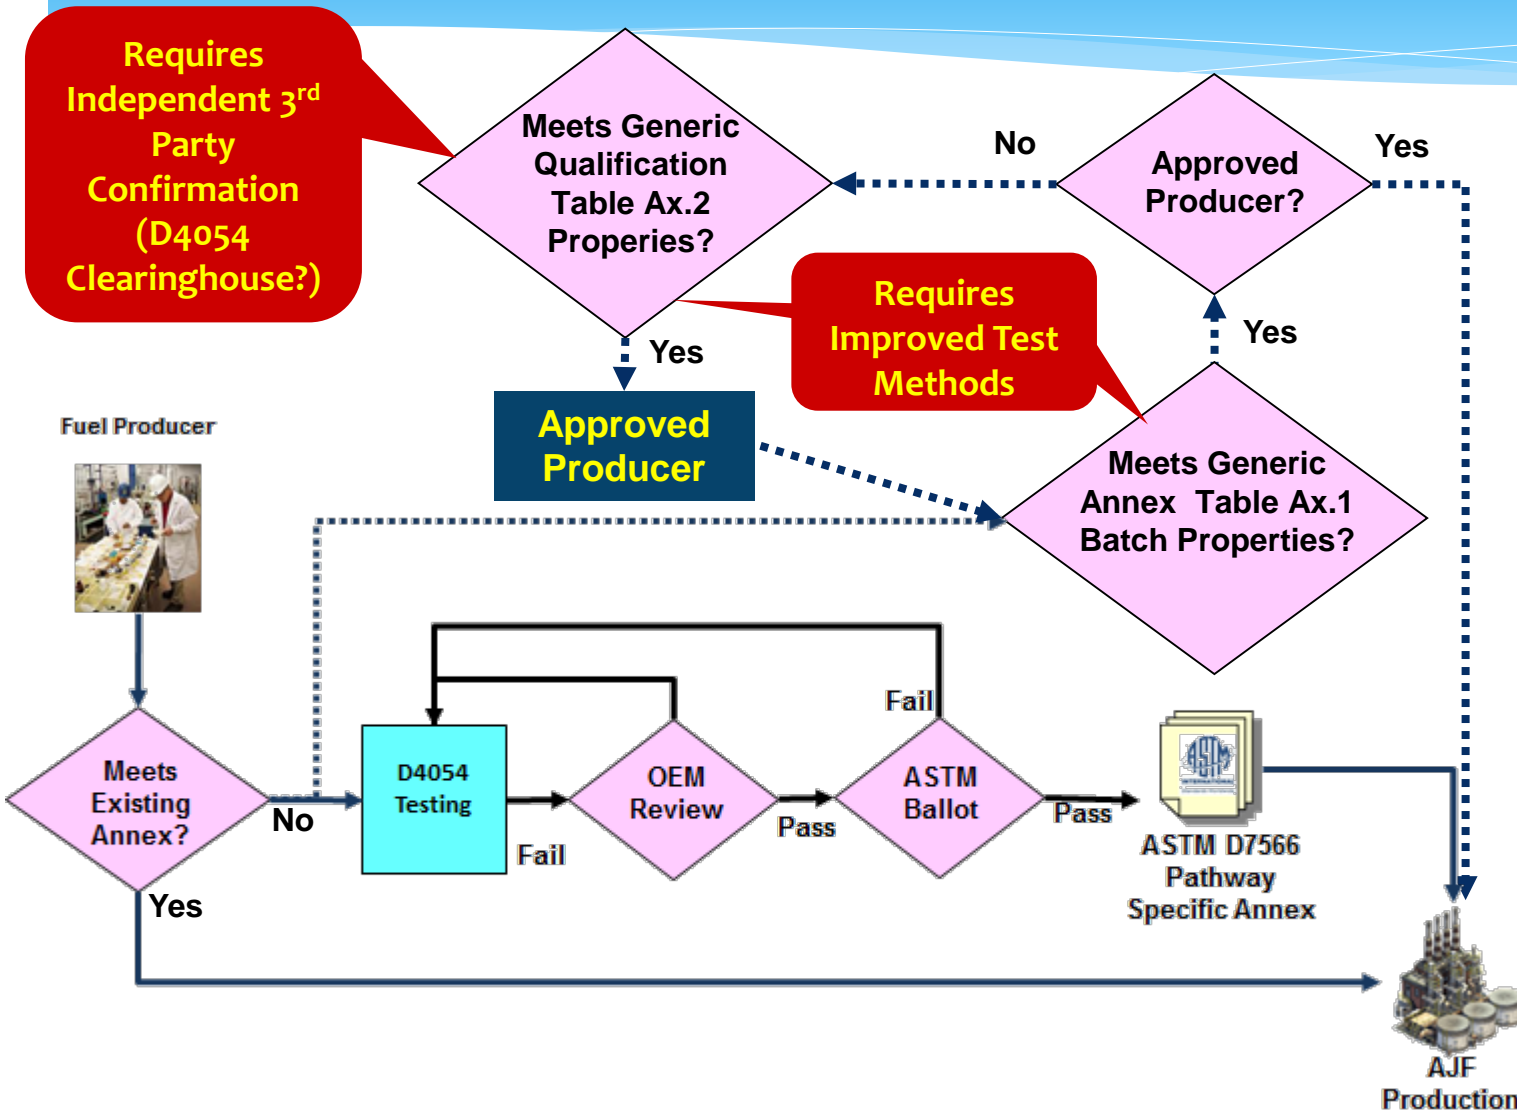 Requires
Independent 3rd
Party
Confirmation
(D4054
Clearinghouse?)
Meets Generic
Qualification
Table Ax.2
Properies?
No
Approved
Producer?
Yes
Requires
Improved Test
Methods
Yes
Yes
Approved
Producer
Meets Generic
Annex Table Ax.1
Batch Properties?
Fuel Producer
Meets
Existing
Annex?
No
Yes
D4054
Testing
Fail
OEM
Review
Pass
Fail
ASTM
Ballot
Pass
ASTM
INTERNATIONAL
ASTM D7566
Pathway
Specific Annex
AJF
Production